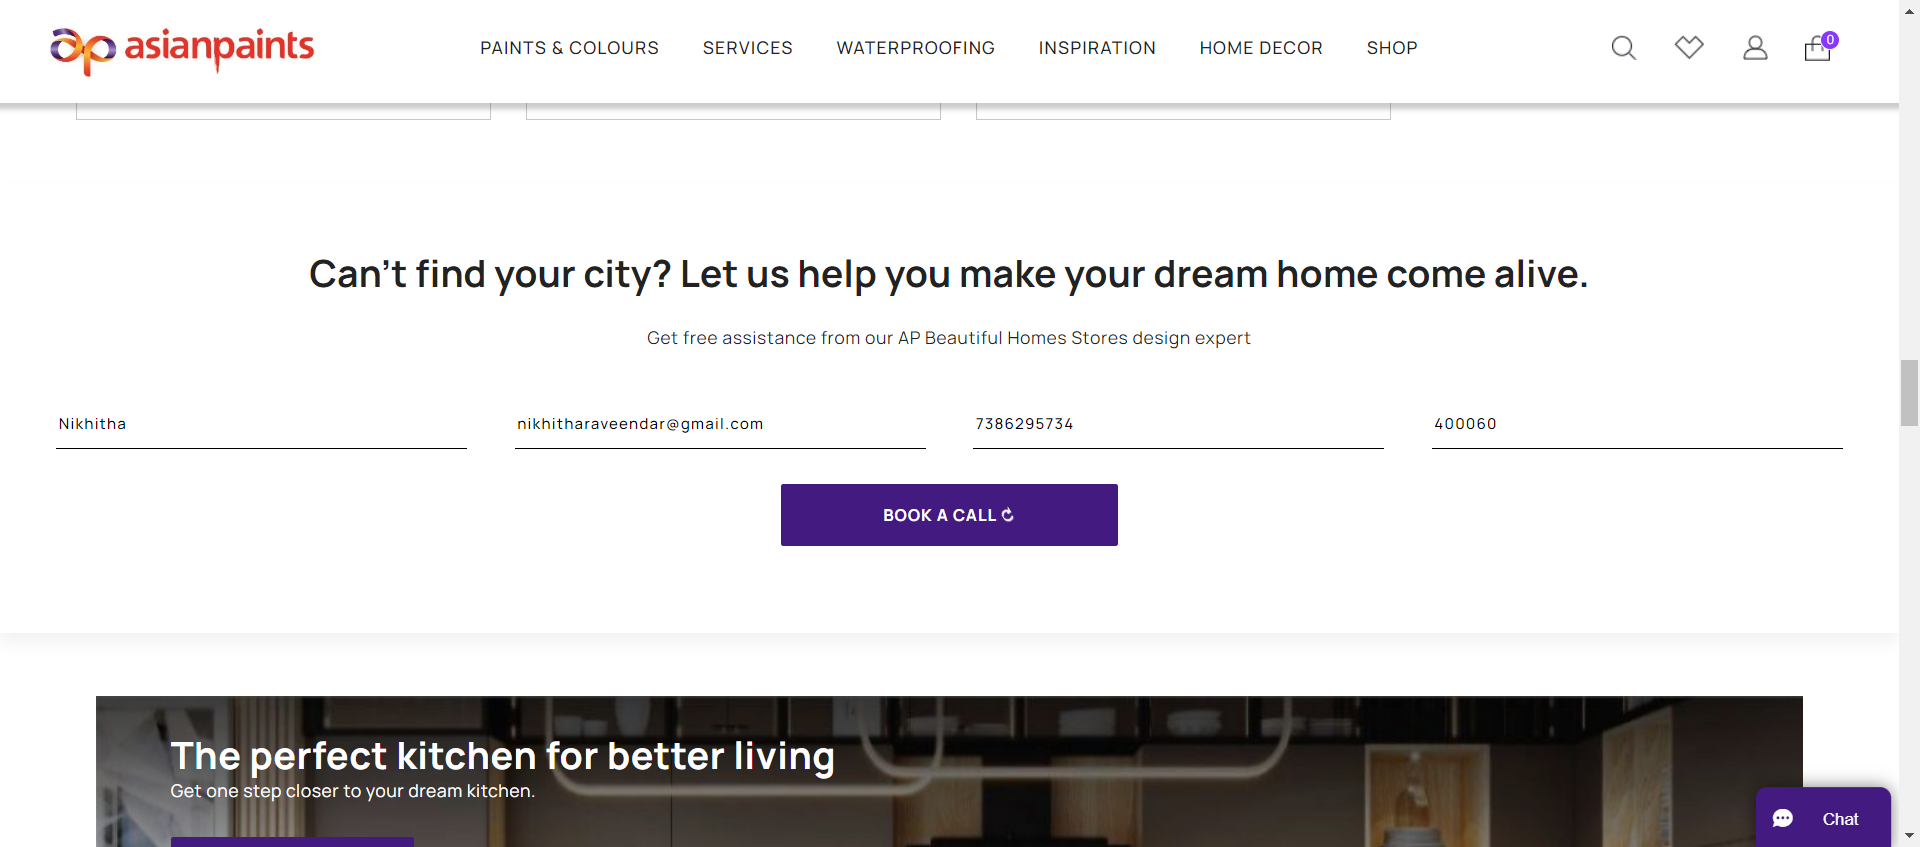 asianpaints
PAINTS & COLOURS SERVICES WATERPROOFING INSPIRATION HOME DECOR SHOP
0
Can’t find your city? Let us help you make your dream home come alive.
Get free assistance from our AP Beautiful Homes Stores design expert
Nikhitha
nikhitharaveendar@gmail.com
7386295734
400060
BOOK A CALL
The perfect kitchen for better living
Get one step closer to your dream kitchen.
Chat